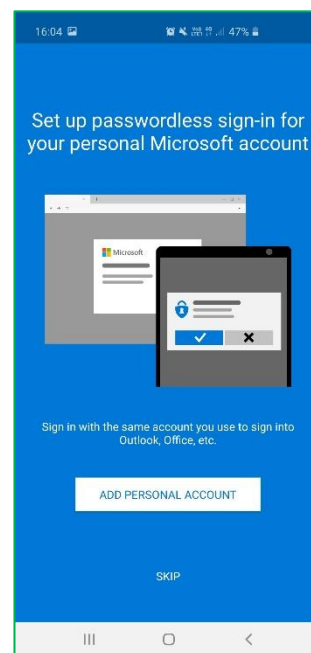 16:04 47%
Set up passwordless sign-in for
your personal Microsoft account
Microsoft
Sign in with the same account you use to sign into
Outlook, Office, etc.
ADD PERSONAL ACCOUNT
SKIP